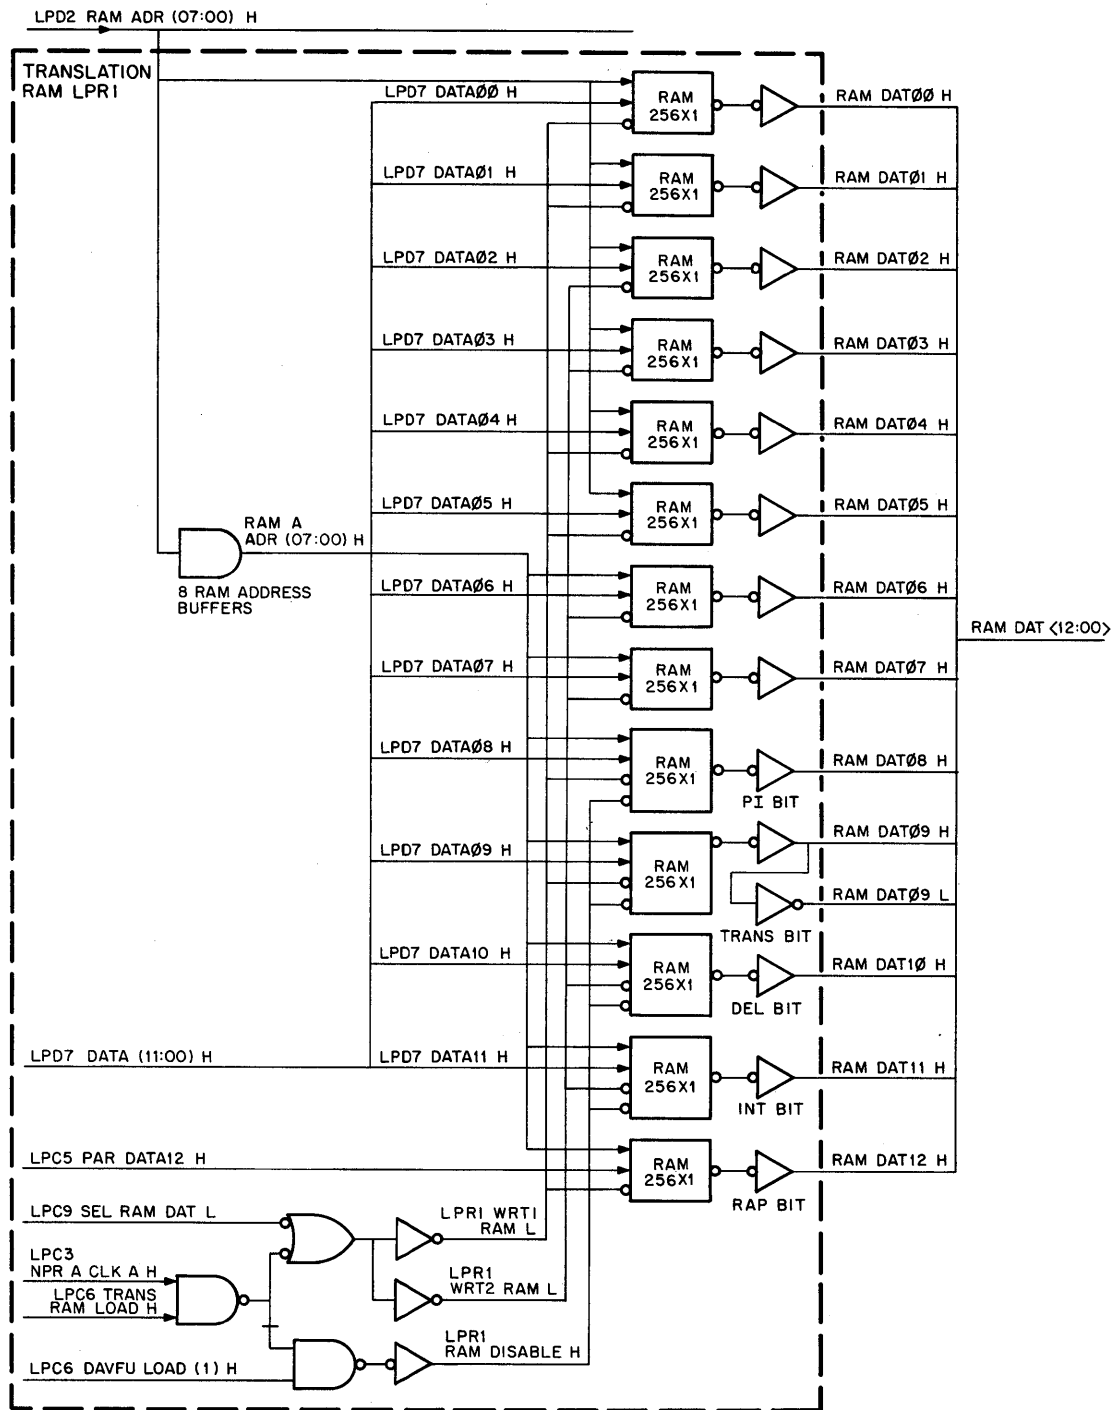 LPD2 RAM ADR (07:00) H
TRANSLATION
RAM LPR1
LPD7 DATAØØ H
RAM
256X1
RAM DATØØ H
LPD7 DATAØ1 H
RAM
256X1
RAM DATØ1 H
LPD7 DATAØ2 H
RAM
256X1
RAM DATØ2 H
LPD7 DATAØ3 H
RAM
256X1
RAM DATØ3 H
LPD7 DATAØ4 H
RAM
256X1
RAM DATØ4 H
LPD7 DATAØ5 H
RAM
256X1
RAM DATØ5 H
RAM A
ADR (07:00) H
8 RAM ADDRESS
BUFFERS
LPD7 DATAØ6 H
RAM
256X1
RAM DATØ6 H
RAM DAT <12:00>
LPD7 DATAØ7 H
RAM
256X1
RAM DATØ7 H
LPD7 DATAØ8 H
RAM
256X1
RAM DATØ8 H
PI BIT
LPD7 DATAØ9 H
RAM
256X1
RAM DATØ9 H
RAM DATØ9 L
TRANS BIT
LPD7 DATA10 H
RAM
256X1
RAM DAT1Ø H
DEL BIT
LPD7 DATA (11:00) H
LPD7 DATA11 H
RAM
256X1
RAM DAT11 H
INT BIT
LPC5 PAR DATA12 H
RAM
256X1
RAM DAT12 H
RAP BIT
LPC9 SEL RAM DAT L
LPR1 WRT1
RAM L
LPC3
NPR A CLK A H
LPC6 TRANS
RAM LOAD H
LPR1
WRT2 RAM L
LPR1
RAM DISABLE H
LPC6 DAVFU LOAD (1) H